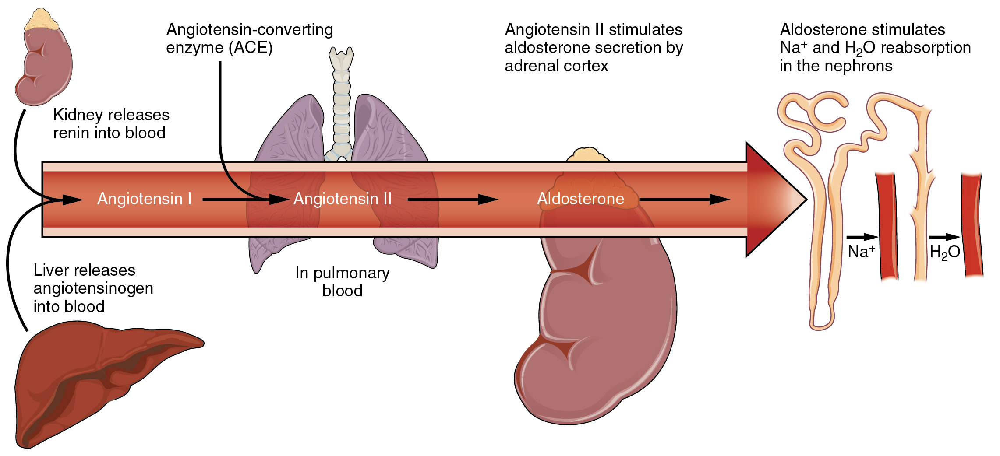 Angiotensin-converting
enzyme (ACE)
Angiotensin II stimulates
aldosterone secretion by
adrenal cortex
Aldosterone stimulates
Na⁺ and H₂O reabsorption
in the nephrons
Kidney releases
renin into blood
Angiotensin I
Angiotensin II
Aldosterone
Na⁺
H₂O
Liver releases
angiotensinogen
into blood
In pulmonary
blood